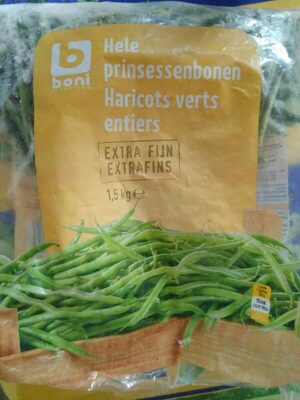 boni
Hele
prinsessenbonen
Haricots verts
entiers
EXTRA FIJN
EXTRAFINS
1,5 kg e